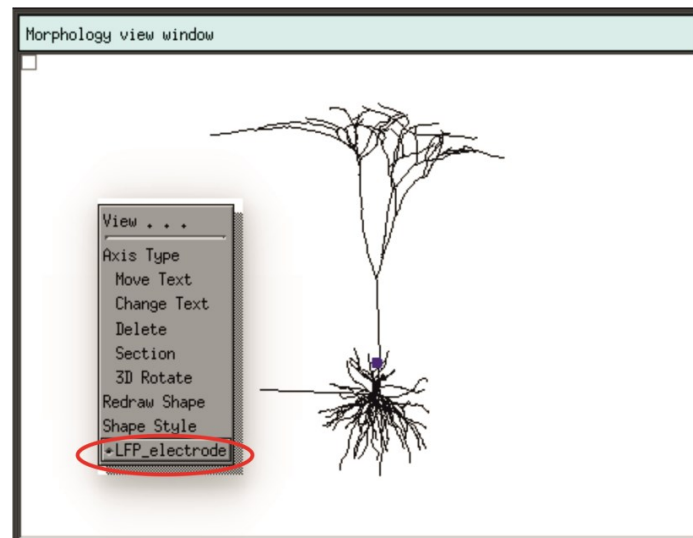 Morphology view window
View . . .
Axis Type
Move Text
Change Text
Delete
Section
3D Rotate
Redraw Shape
Shape Style
LFP_electrode